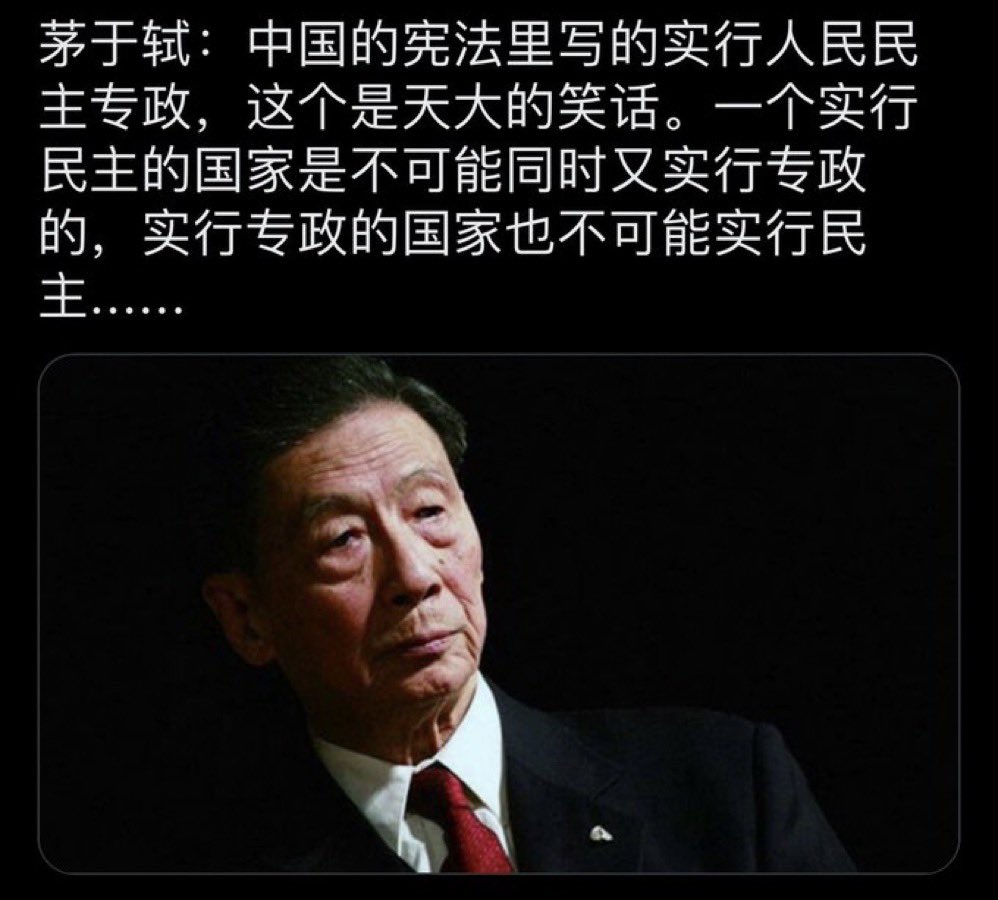 茅于轼：中国的宪法里写的实行人民民
主专政，这个是天大的笑话。一个实行
民主的国家是不可能同时又实行专政
的，实行专政的国家也不可能实行民
主……